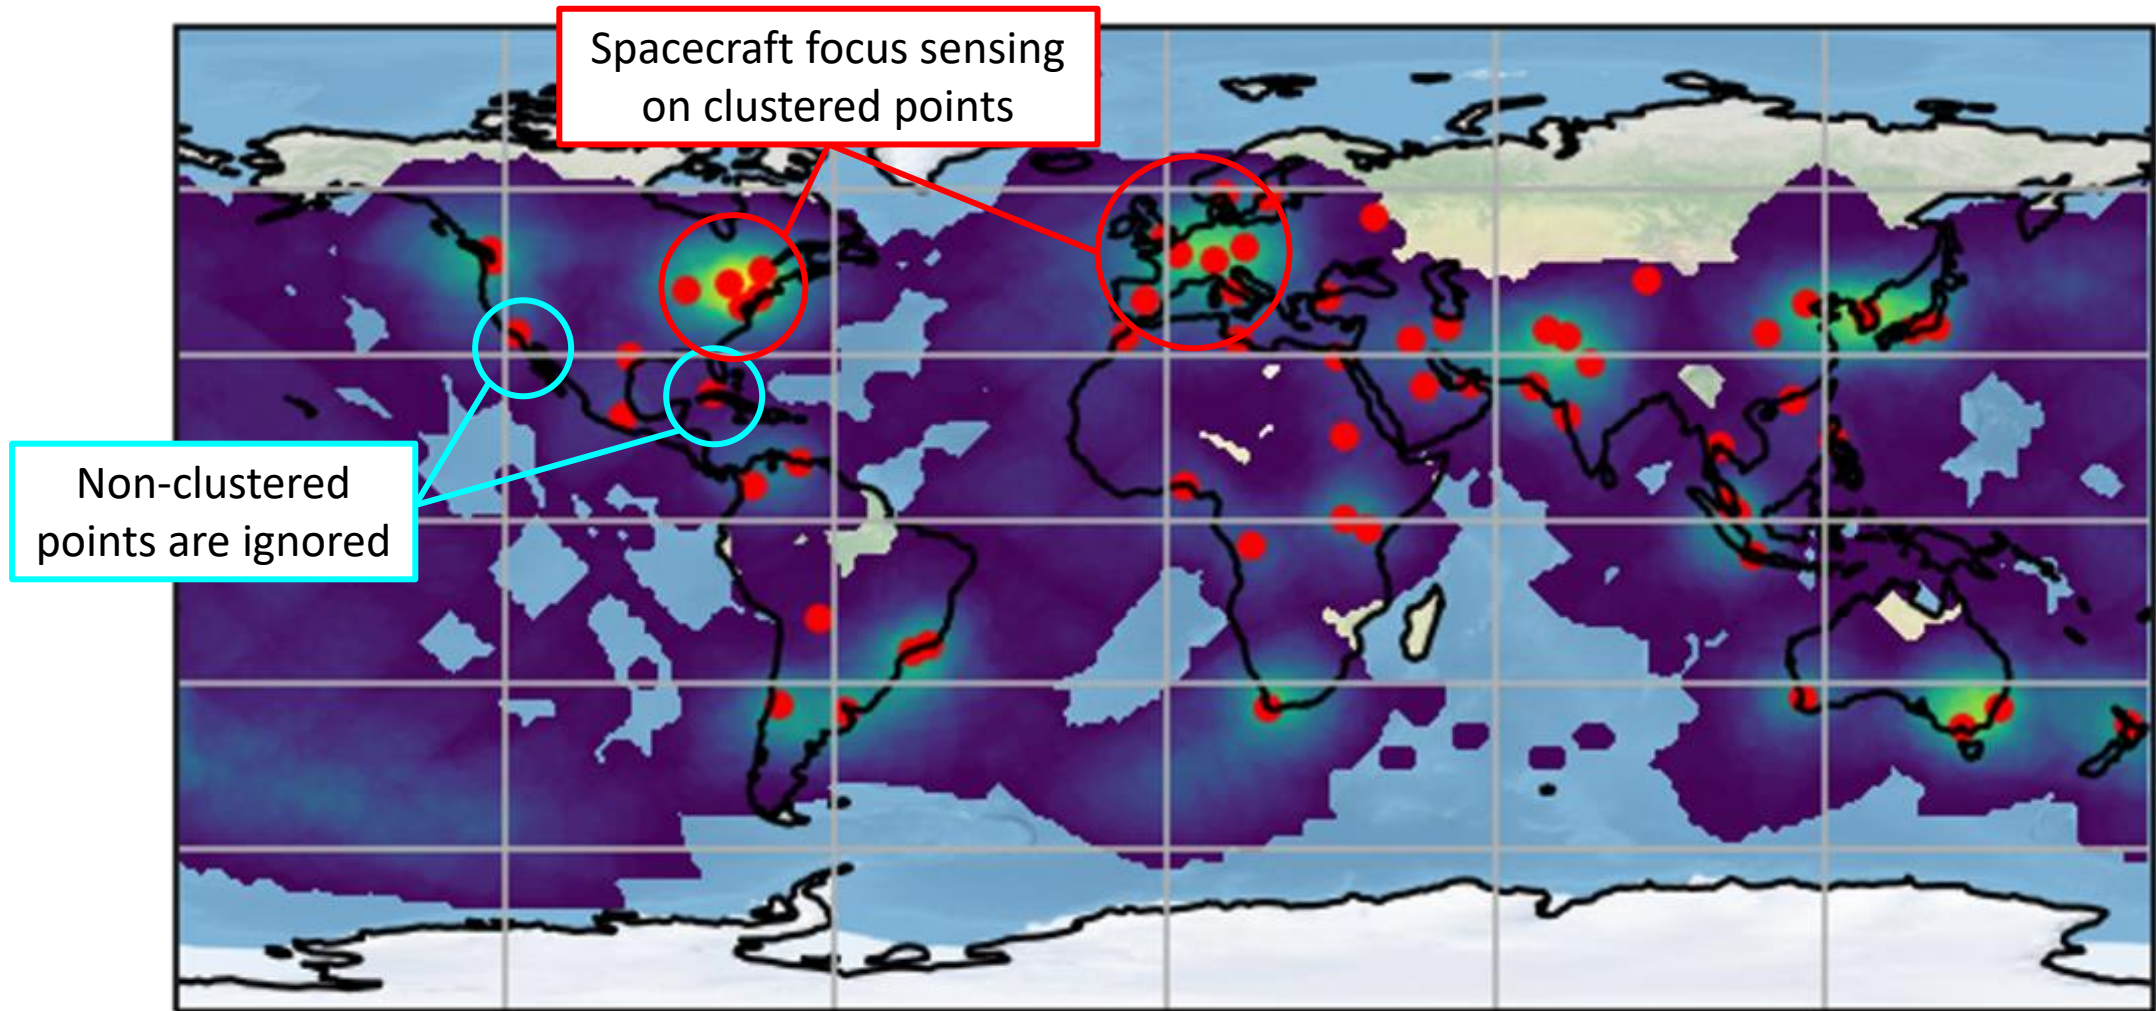 Spacecraft focus sensing
on clustered points
Non-clustered
points are ignored